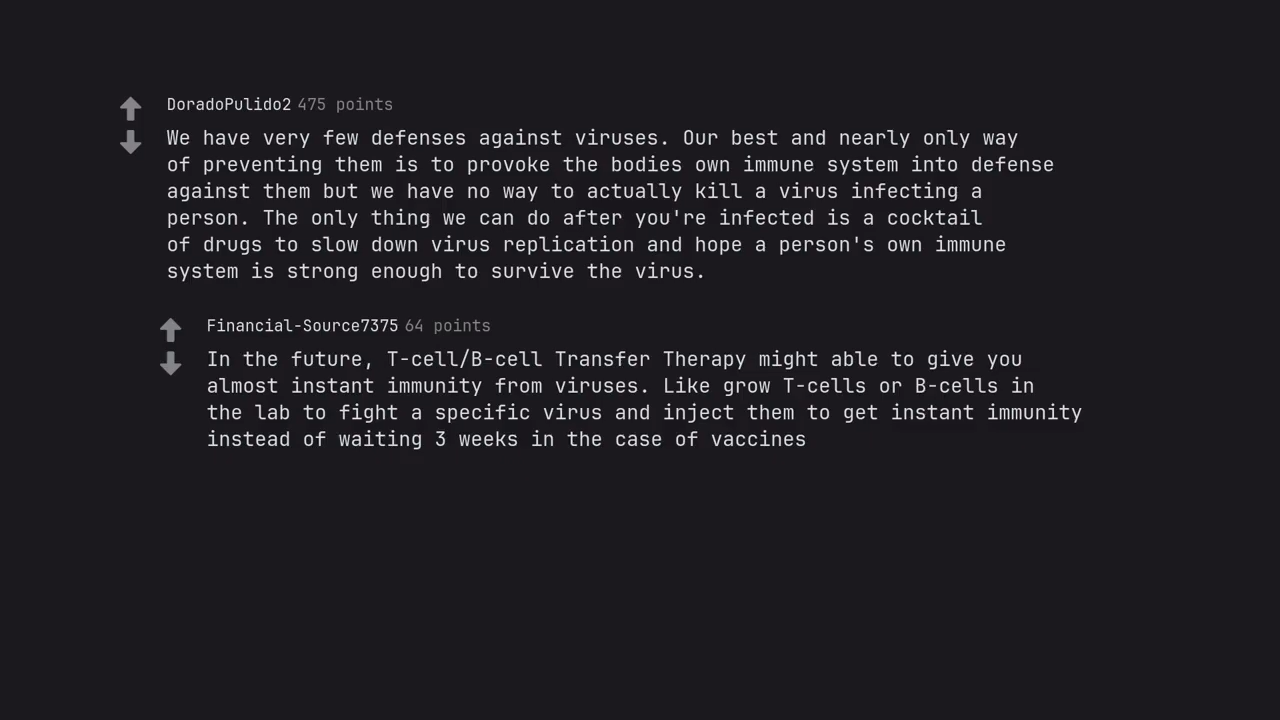 DoradoPulido2 475 points
We have very few defenses against viruses. Our best and nearly only way
of preventing them is to provoke the bodies own immune system into defense
against them but we have no way to actually kill a virus infecting a
person. The only thing we can do after you're infected is a cocktail
of drugs to slow down virus replication and hope a person's own immune
system is strong enough to survive the virus.
Financial-Source7375 64 points
In the future, T-cell/B-cell Transfer Therapy might able to give you
almost instant immunity from viruses. Like grow T-cells or B-cells in
the lab to fight a specific virus and inject them to get instant immunity
instead of waiting 3 weeks in the case of vaccines